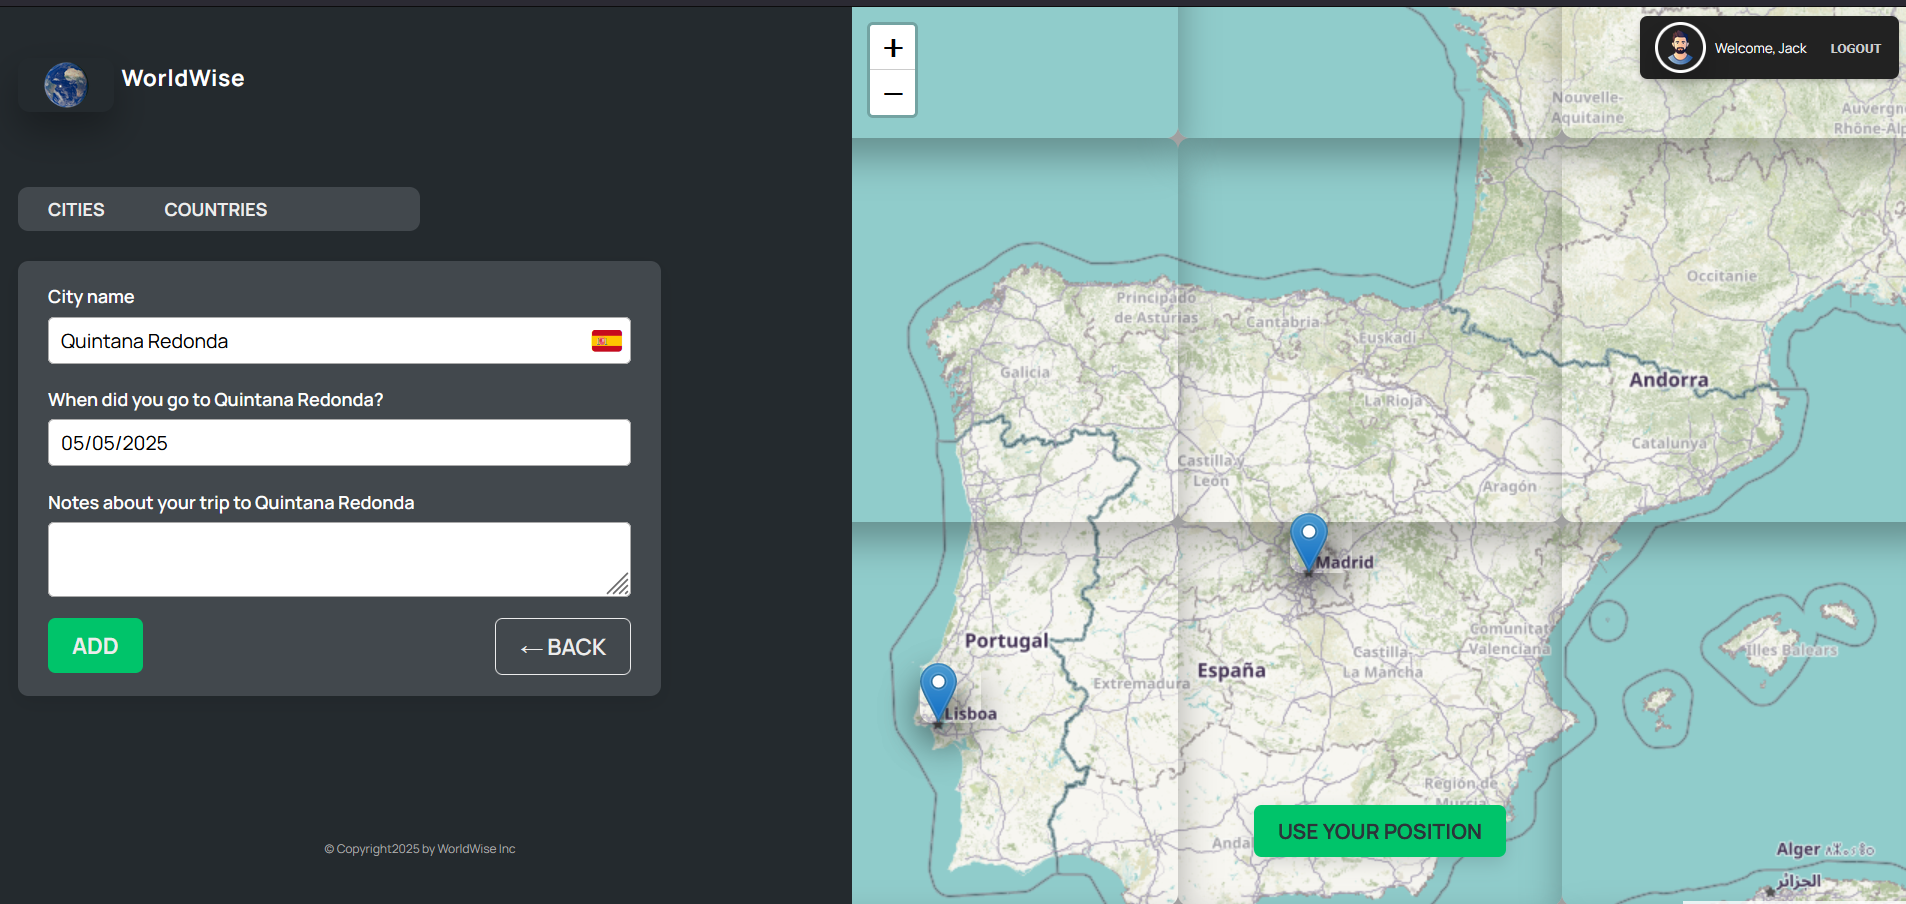 WorldWise
CITIES COUNTRIES
City name
Quintana Redonda
When did you go to Quintana Redonda?
05/05/2025
Notes about your trip to Quintana Redonda
ADD
← BACK
© Copyright2025 by WorldWise Inc
+
−
Welcome, Jack LOGOUT
Nouvelle-
Aquitaine
Auvergn
Rhône-Alp
Occitanie
Principado
de Asturias
Cantabria
Euskadi
Galicia
Andorra
La Rioja
Catalunya
Castilla y
León
Aragón
Madrid
Portugal
Comunitat
Valenciana
Castilla-
La Mancha
España
Extremadura
Illes Balears
Lisboa
Región de
Murcia
USE YOUR POSITION
Anda
Alger
الجزائر